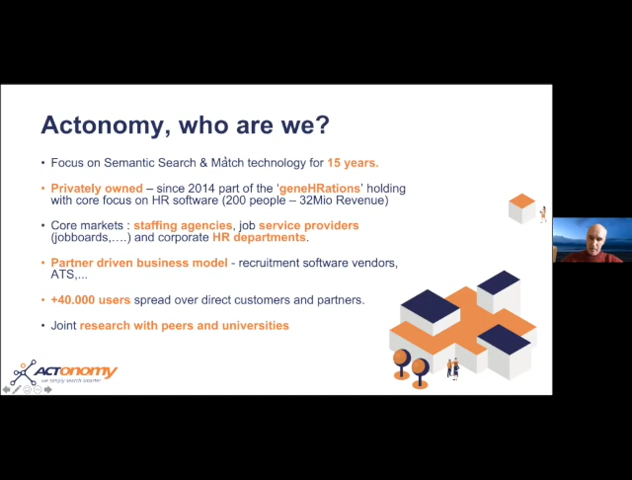 Actonomy, who are we?
• Focus on Semantic Search & Match technology for 15 years.
• Privately owned – since 2014 part of the 'geneHRations' holding
with core focus on HR software (200 people – 32Mio Revenue)
• Core markets : staffing agencies, job service providers
(jobboards,....) and corporate HR departments.
• Partner driven business model - recruitment software vendors,
ATS,...
• +40.000 users spread over direct customers and partners.
• Joint research with peers and universities
ACTonomy
we simply search smarter